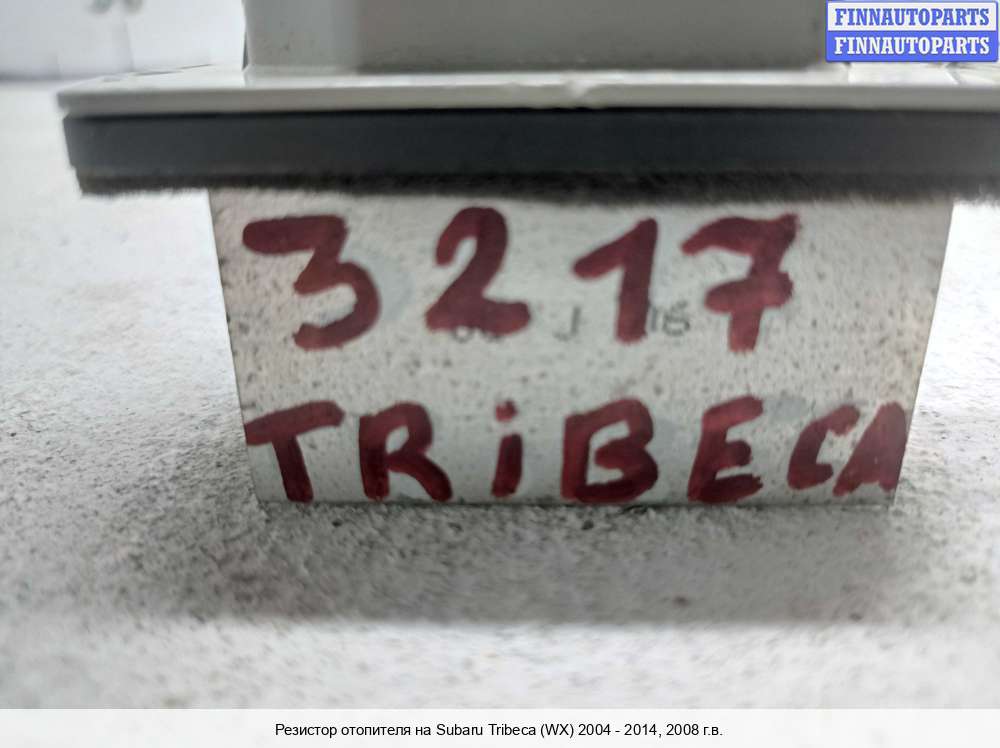 FINNAUTOPARTS
FINNAUTOPARTS
3217
TRiBECA
Резистор отопителя на Subaru Tribeca (WX) 2004 - 2014, 2008 г.в.